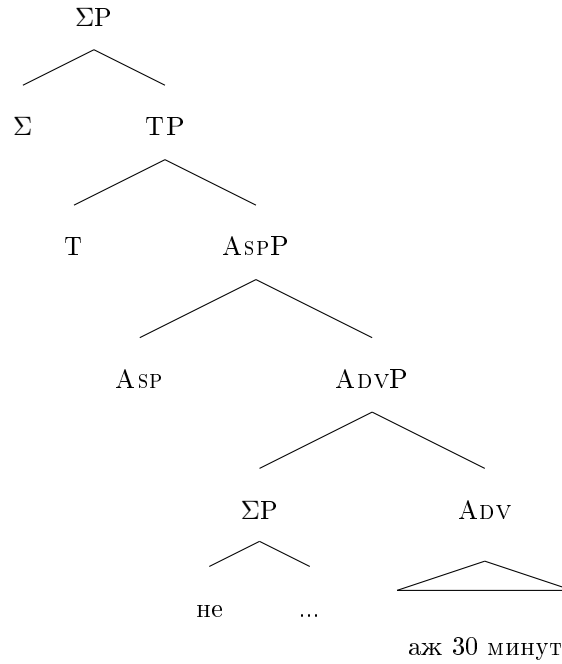 ΣP
Σ TP
T AspP
Asp AdvP
ΣP Adv
не ...
аж 30 минут